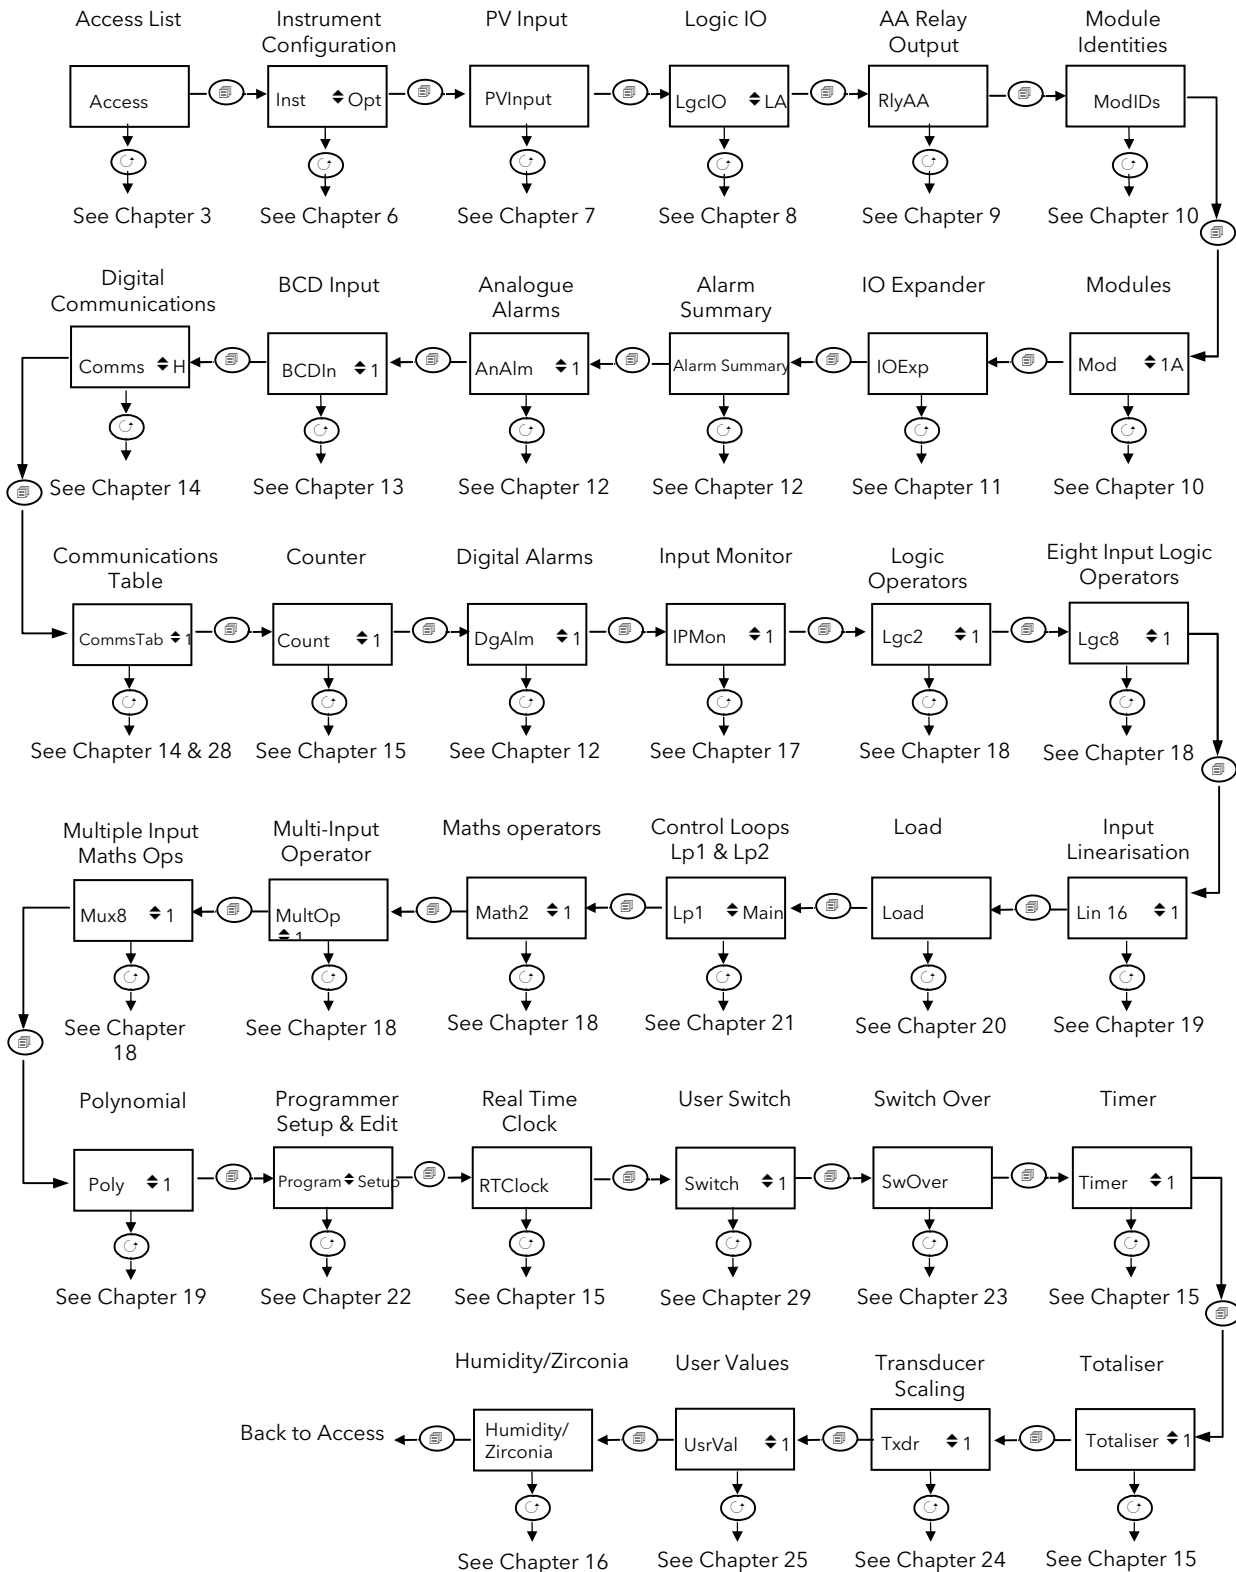 Access List
Instrument
Configuration
PV Input
Logic IO
AA Relay
Output
Module
Identities
Access
Inst Opt
PVInput
LgcIO LA
RlyAA
ModIDs
See Chapter 3
See Chapter 6
See Chapter 7
See Chapter 8
See Chapter 9
See Chapter 10
Digital
Communications
BCD Input
Analogue
Alarms
Alarm
Summary
IO Expander
Modules
Comms H
BCDIn 1
AnAlm 1
Alarm Summary
IOExp
Mod 1A
See Chapter 14
See Chapter 13
See Chapter 12
See Chapter 12
See Chapter 11
See Chapter 10
Communications
Table
Counter
Digital Alarms
Input Monitor
Logic
Operators
Eight Input Logic
Operators
CommsTab 1
Count 1
DgAlm 1
IPMon 1
Lgc2 1
Lgc8 1
See Chapter 14 & 28
See Chapter 15
See Chapter 12
See Chapter 17
See Chapter 18
See Chapter 18
Multiple Input
Maths Ops
Multi-Input
Operator
Maths operators
Control Loops
Lp1 & Lp2
Load
Input
Linearisation
Mux8 1
MultOp
1
Math2 1
Lp1 Main
Load
Lin 16 1
See Chapter
18
See Chapter 18
See Chapter 18
See Chapter 21
See Chapter 20
See Chapter 19
Polynomial
Programmer
Setup & Edit
Real Time
Clock
User Switch
Switch Over
Timer
Poly 1
Program Setup
RTClock
Switch 1
SwOver
Timer 1
See Chapter 19
See Chapter 22
See Chapter 15
See Chapter 29
See Chapter 23
See Chapter 15
Humidity/Zirconia
User Values
Transducer
Scaling
Totaliser
Back to Access
Humidity/
Zirconia
UsrVal 1
Txdr 1
Totaliser 1
See Chapter 16
See Chapter 25
See Chapter 24
See Chapter 15